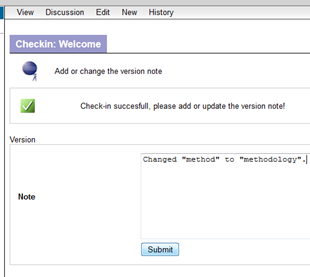 View Discussion Edit New History
Checkin: Welcome
Add or change the version note
Check-in succesfull, please add or update the version note!
Version
Note
Changed "method" to "methodology".
Submit